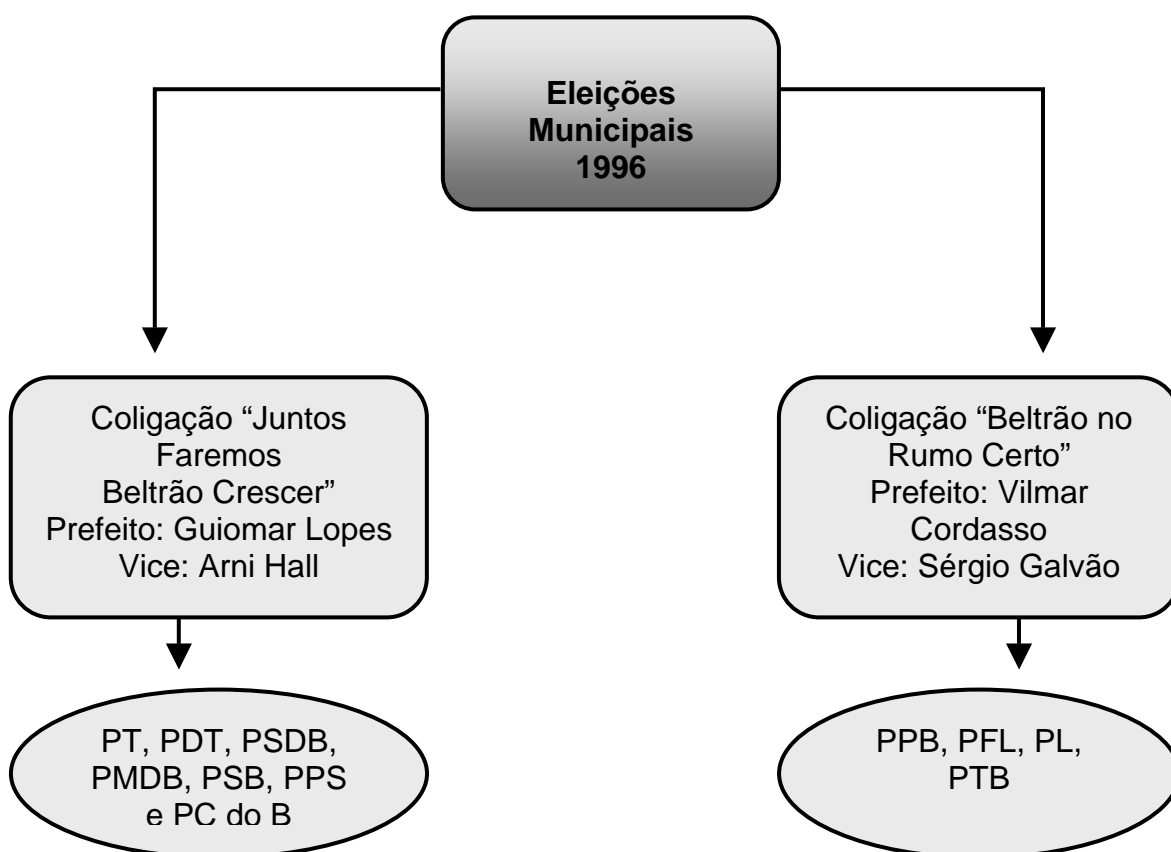 Eleições
Municipais
1996
Coligação “Juntos
Faremos
Beltrão Crescer”
Prefeito: Guiomar Lopes
Vice: Arni Hall
Coligação “Beltrão no
Rumo Certo”
Prefeito: Vilmar
Cordasso
Vice: Sérgio Galvão
PT, PDT, PSDB,
PMDB, PSB, PPS
e PC do B
PPB, PFL, PL,
PTB